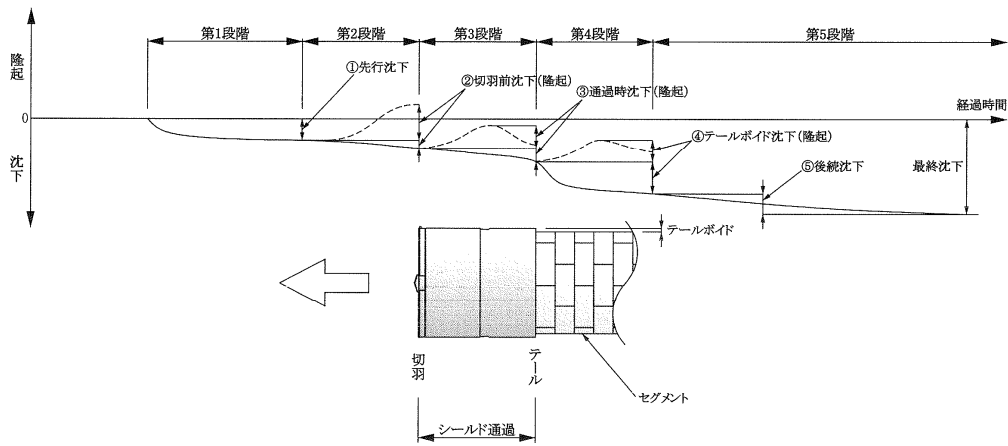 第1段階
第2段階
第3段階
第4段階
第5段階
隆起
0
沈下
①先行沈下
②切羽前沈下(隆起)
③通過時沈下(隆起)
④テールボイド沈下(隆起)
⑤後続沈下
経過時間
最終沈下
テールボイド
切羽
テール
セグメント
シールド通過